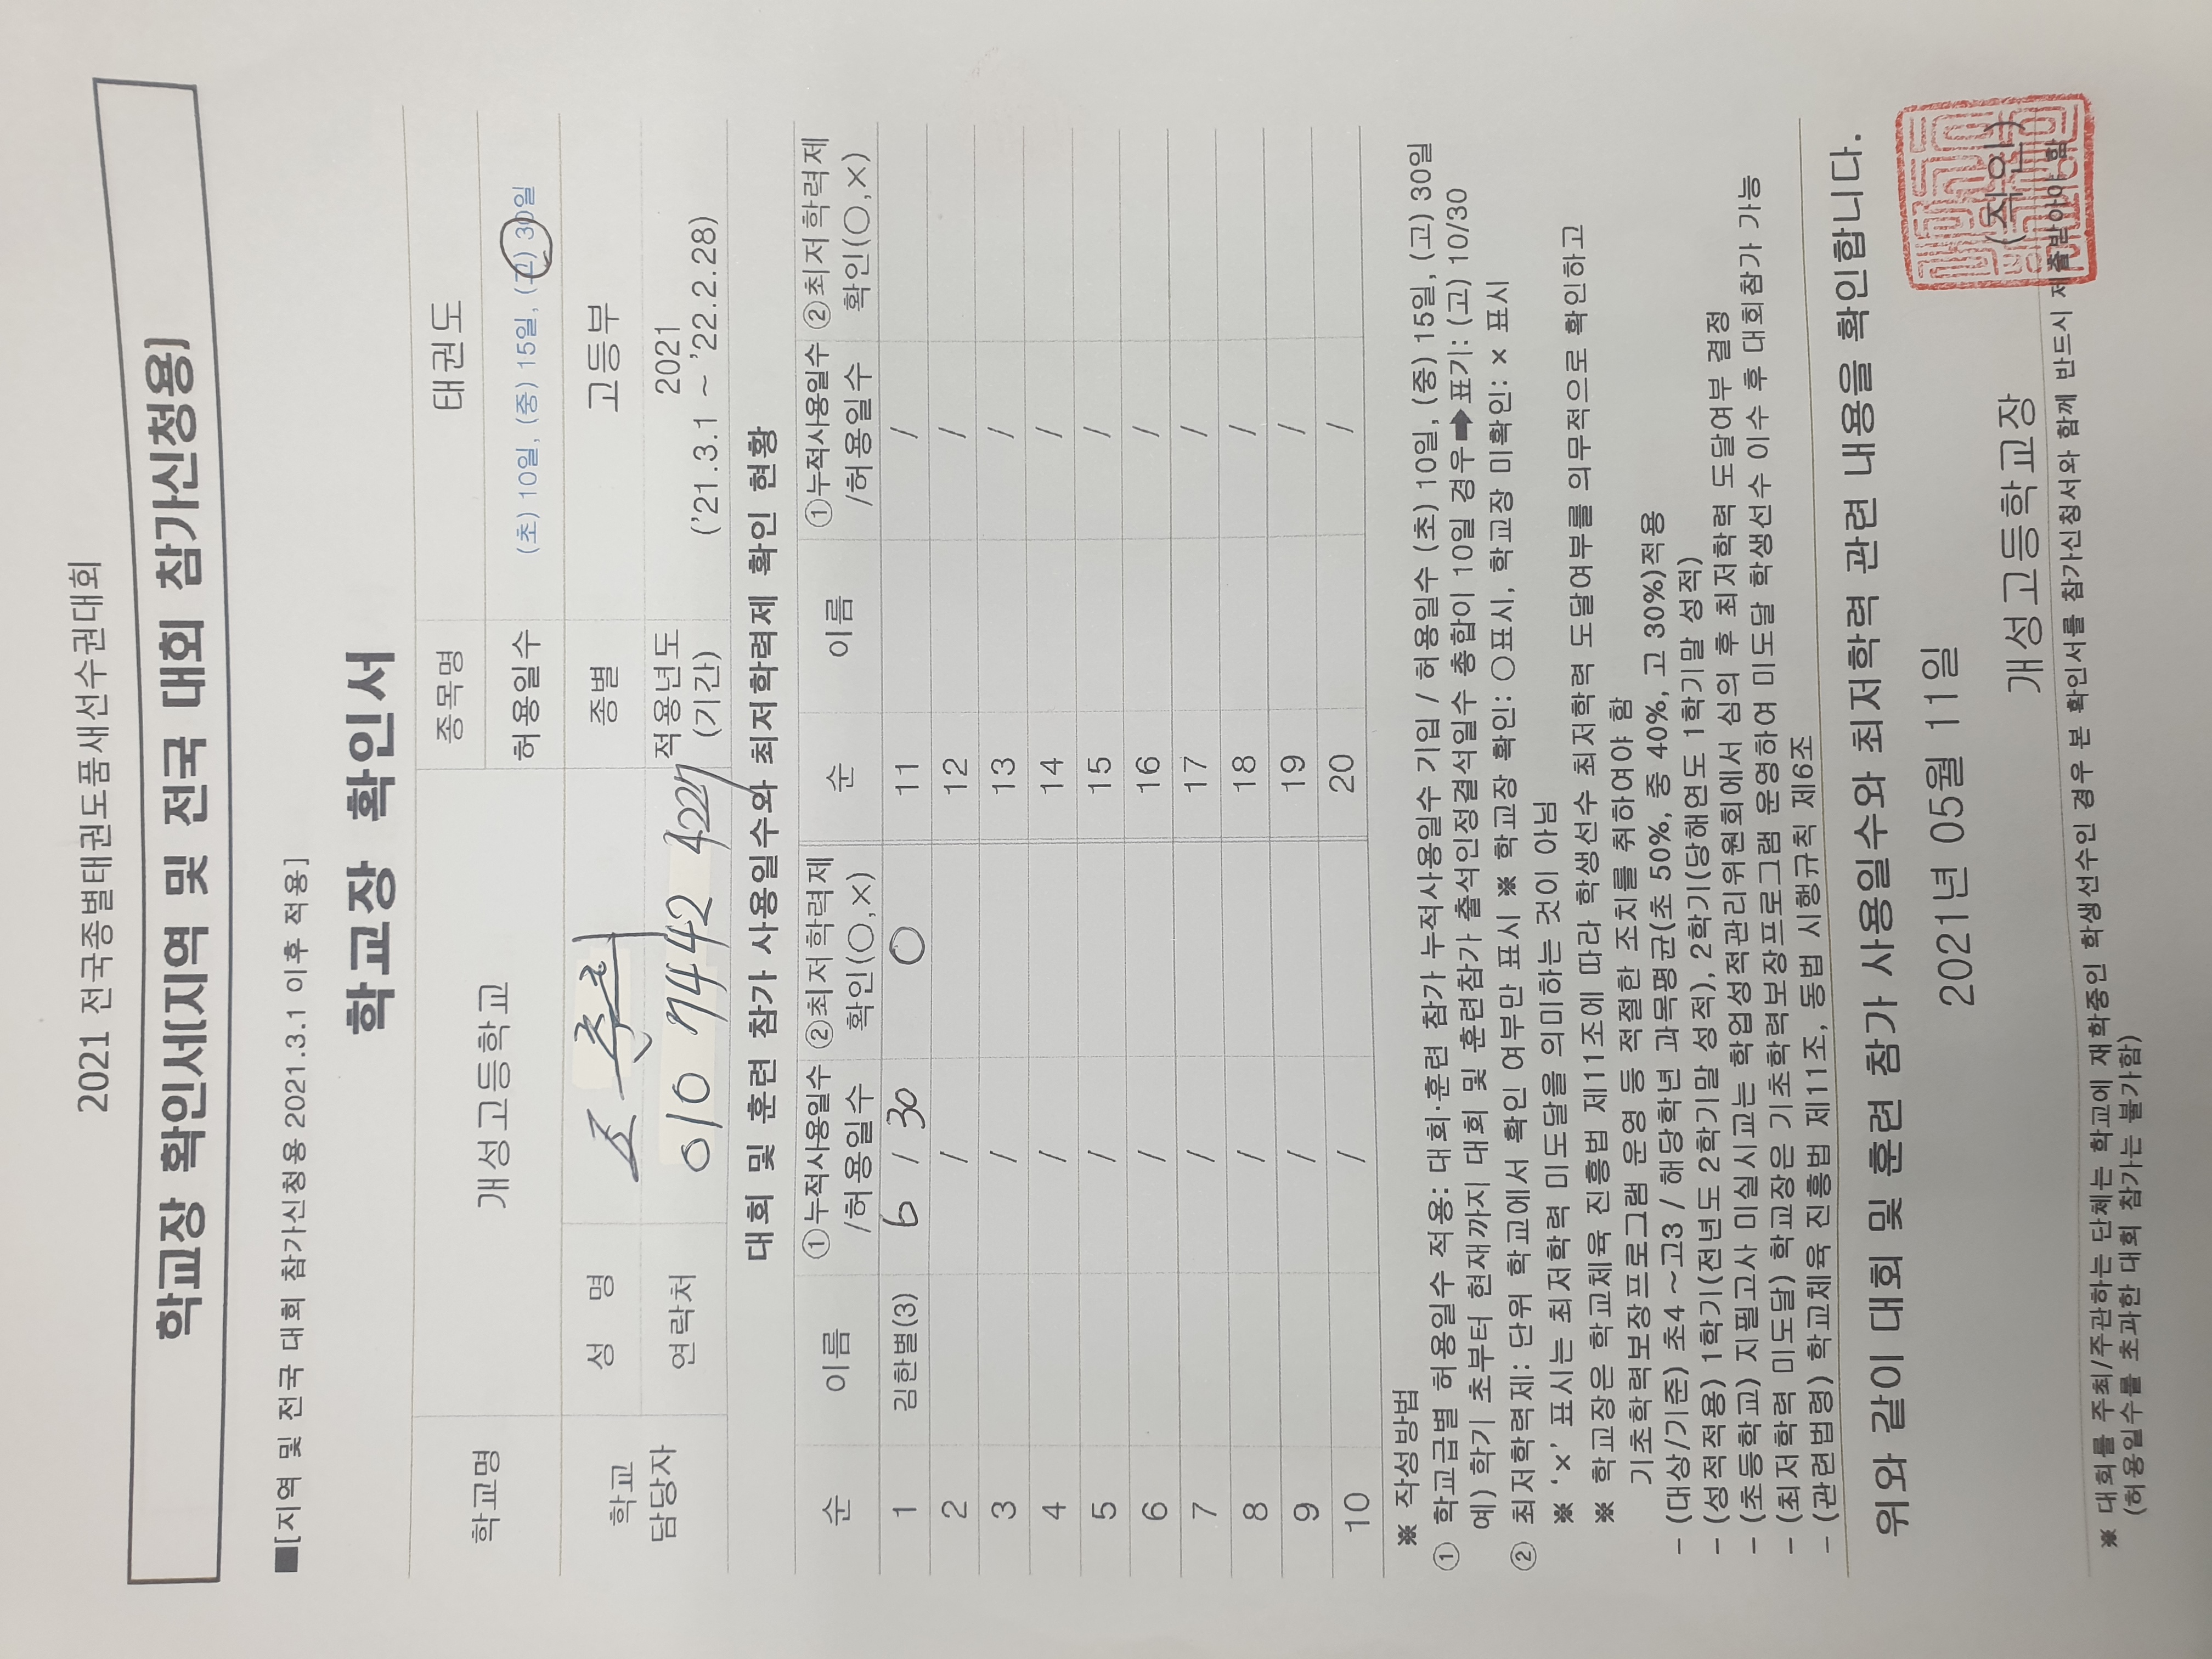 2021 전국종별태권도품새선수권대회
학교장 확인서[지역 및 전국 대회 참가신청용]
■[지역 및 전국 대회 참가신청용 2021.3.1 이후 적용]
학교장 확인서
학교명 개성고등학교 종목명 태권도
허용일수 (초) 10일, (중) 15일, (고) 30일
학교 담당자 성 명 종별 고등부
연락처 010 7442 4227 적용년도 (기간) 2021 ('21.3.1 ~ '22.2.28)
대회 및 훈련 참가 사용일수와 최저학력제 확인 현황
순 이름 ①누적사용일수 /허용일수 ②최저학력제 확인(○,×) 순 이름 ①누적사용일수 /허용일수 ②최저학력제 확인(○,×)
1 김한별(3) 6 / 30 ○ 11 /
2 / 12 /
3 / 13 /
4 / 14 /
5 / 15 /
6 / 16 /
7 / 17 /
8 / 18 /
9 / 19 /
10 / 20 /
※ 작성방법
① 학교급별 허용일수 적용: 대회·훈련 참가 누적사용일수 기입 / 허용일수 (초) 10일, (중) 15일, (고) 30일
예) 학기 초부터 현재까지 대회 및 훈련참가 출석인정결석일수 총합이 10일 경우➡표기: (고) 10/30
② 최저학력제: 단위 학교에서 확인 여부만 표시 ※ 학교장 확인: ○표시, 학교장 미확인: × 표시
※ '×' 표시는 최저학력 미도달을 의미하는 것이 아님
※ 학교장은 학교체육 진흥법 제11조에 따라 학생선수 최저학력 도달여부를 의무적으로 확인하고
기초학력보장프로그램 운영 등 적절한 조치를 취하여야 함
- (대상/기준) 초4 ~고3 / 해당학년 과목평균(초 50%, 중 40%, 고 30%)적용
- (성적적용) 1학기(전년도 2학기말 성적), 2학기(당해연도 1학기말 성적)
- (초등학교) 지필고사 미실시교는 학업성적관리위원회에서 심의 후 최저학력 도달여부 결정
- (최저학력 미도달) 학교장은 기초학력보장프로그램 운영하여 미도달 학생선수 이수 후 대회참가 가능
- (관련법령) 학교체육 진흥법 제11조, 동법 시행규칙 제6조
위와 같이 대회 및 훈련 참가 사용일수와 최저학력 관련 내용을 확인합니다.
2021년 05월 11일
개성고등학교장 (직인)
※ 대회를 주최/주관하는 단체는 학교에 재학중인 학생선수인 경우 본 확인서를 참가신청서와 함께 반드시 제출받아야 함
(허용일수를 초과한 대회 참가는 불가함)